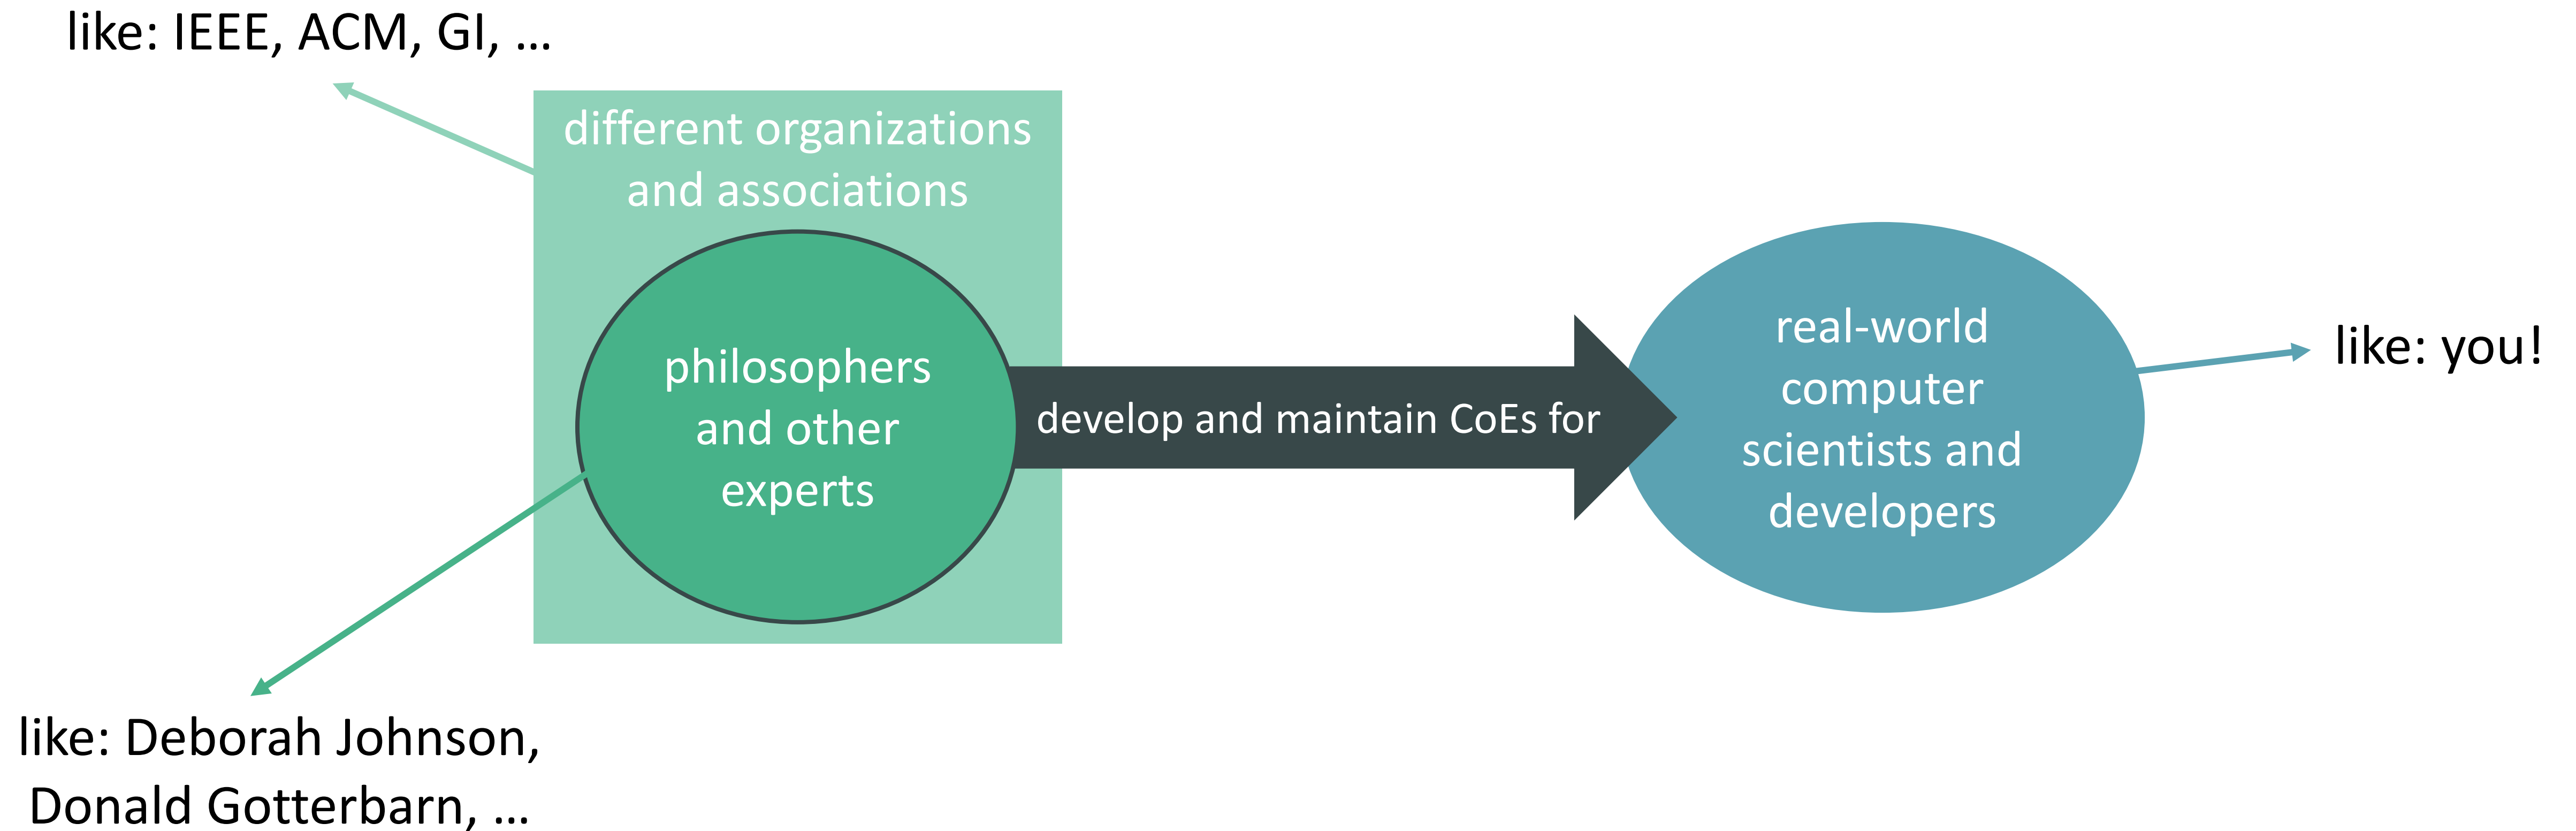 like: IEEE, ACM, GI, ...
different organizations
and associations
philosophers
and other
experts
develop and maintain CoEs for
real-world
computer
scientists and
developers
like: you!
like: Deborah Johnson,
Donald Gotterbarn, ...